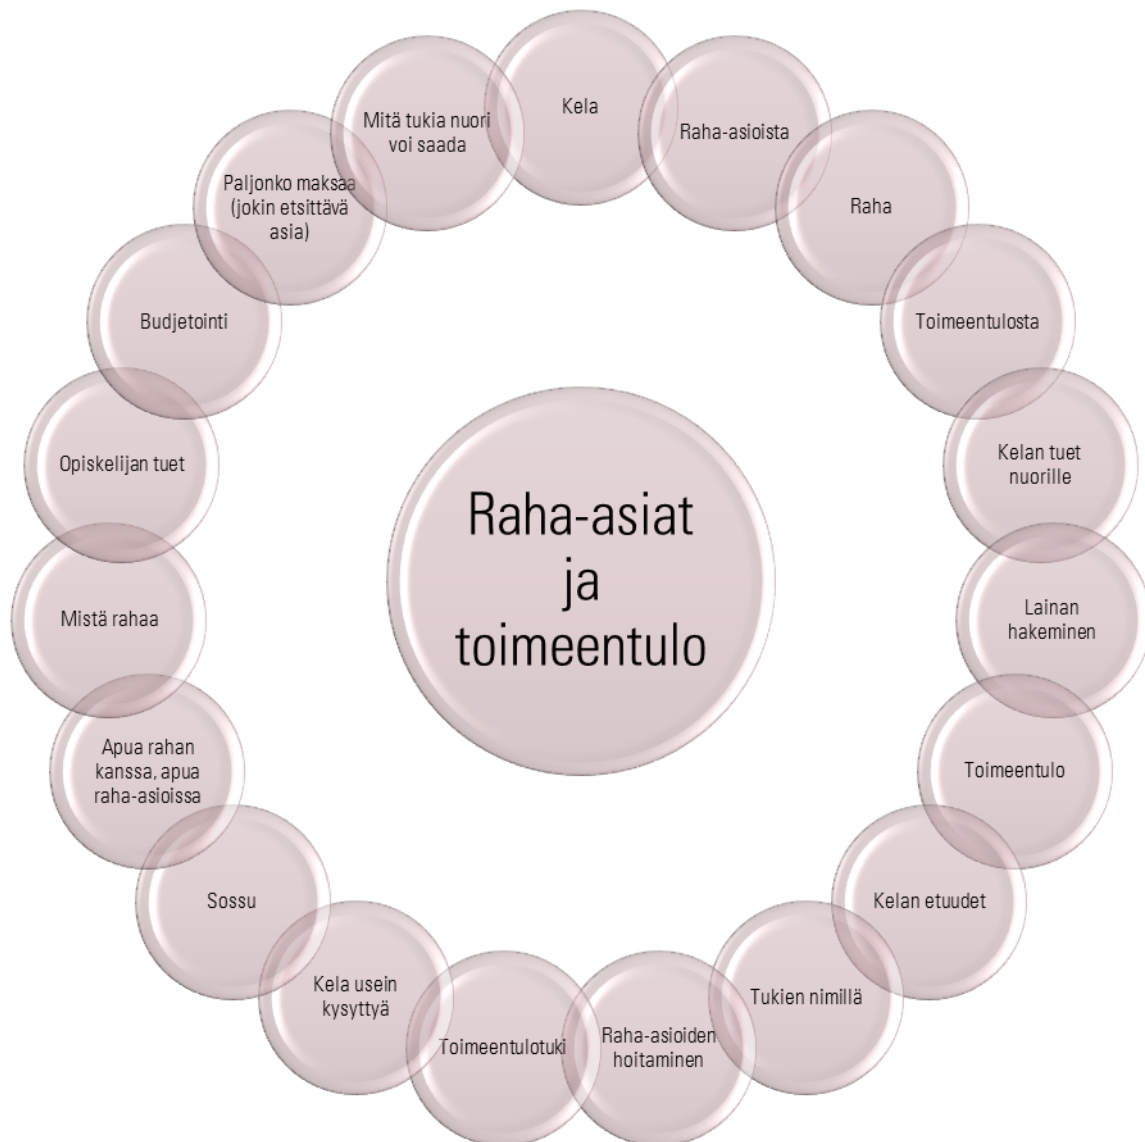 Kela
Raha-asioista
Raha
Toimeentulosta
Kelan tuet
nuorille
Lainan
hakeminen
Toimeentulo
Kelan etuudet
Tukien nimillä
Raha-asioiden
hoitaminen
Toimeentulotuki
Kela usein
kysyttyä
Sossu
Apua rahan
kanssa, apua
raha-asioissa
Mistä rahaa
Opiskelijan tuet
Budjetointi
Paljonko maksaa
(jokin etsittävä
asia)
Mitä tukia nuori
voi saada
Raha-asiat
ja
toimeentulo